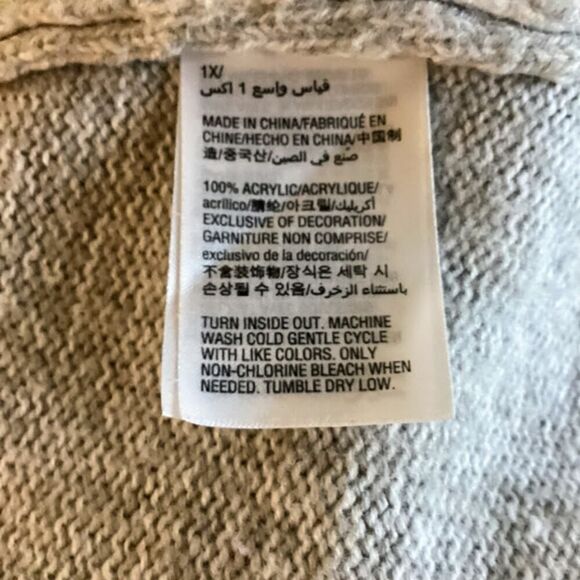 1X/
قياس واسع 1 اكس
MADE IN CHINA/FABRIQUÉ EN
CHINE/HECHO EN CHINA/中国制
造/중국산/صنع في الصين/
100% ACRYLIC/ACRYLIQUE/
acrílico/腈纶/아크릴/أكريليك/
EXCLUSIVE OF DECORATION/
GARNITURE NON COMPRISE/
exclusivo de la decoración/
不含装饰物/장식은 세탁 시
손상될 수 있음/باستثناء الزخرف/
TURN INSIDE OUT. MACHINE
WASH COLD GENTLE CYCLE
WITH LIKE COLORS. ONLY
NON-CHLORINE BLEACH WHEN
NEEDED. TUMBLE DRY LOW.